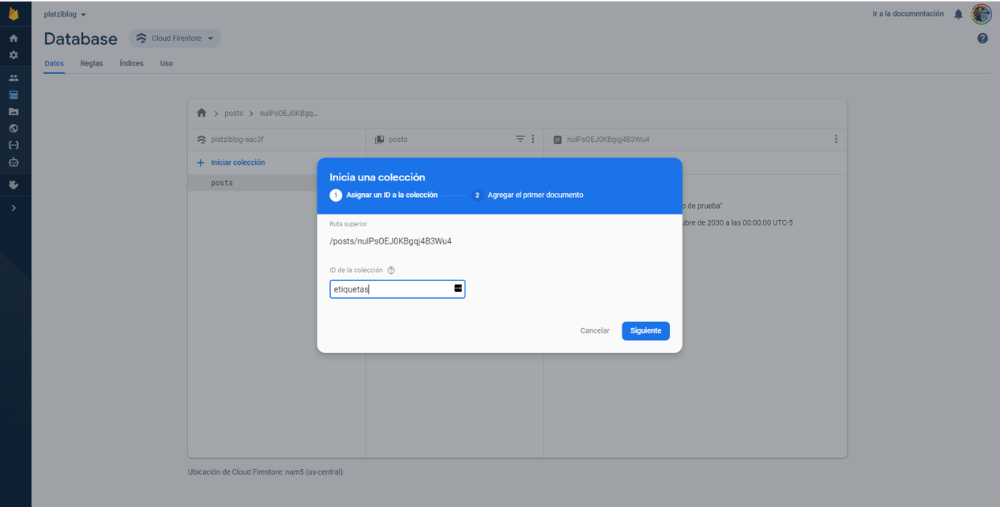 platziblog
Ir a la documentación
Database
Cloud Firestore
Datos
Reglas
Índices
Uso
posts
nulPsOEJ0KBgq...
platziblog-aac3f
posts
nulPsOEJ0KBgqj4B3Wu4
Iniciar colección
posts
Inicia una colección
1 Asignar un ID a la colección
2 Agregar el primer documento
Ruta superior
/posts/nulPsOEJ0KBgqj4B3Wu4
ID de la colección
etiquetas
Cancelar
Siguiente
o de prueba"
ubre de 2030 a las 00:00:00 UTC-5
Ubicación de Cloud Firestore: nam5 (us-central)